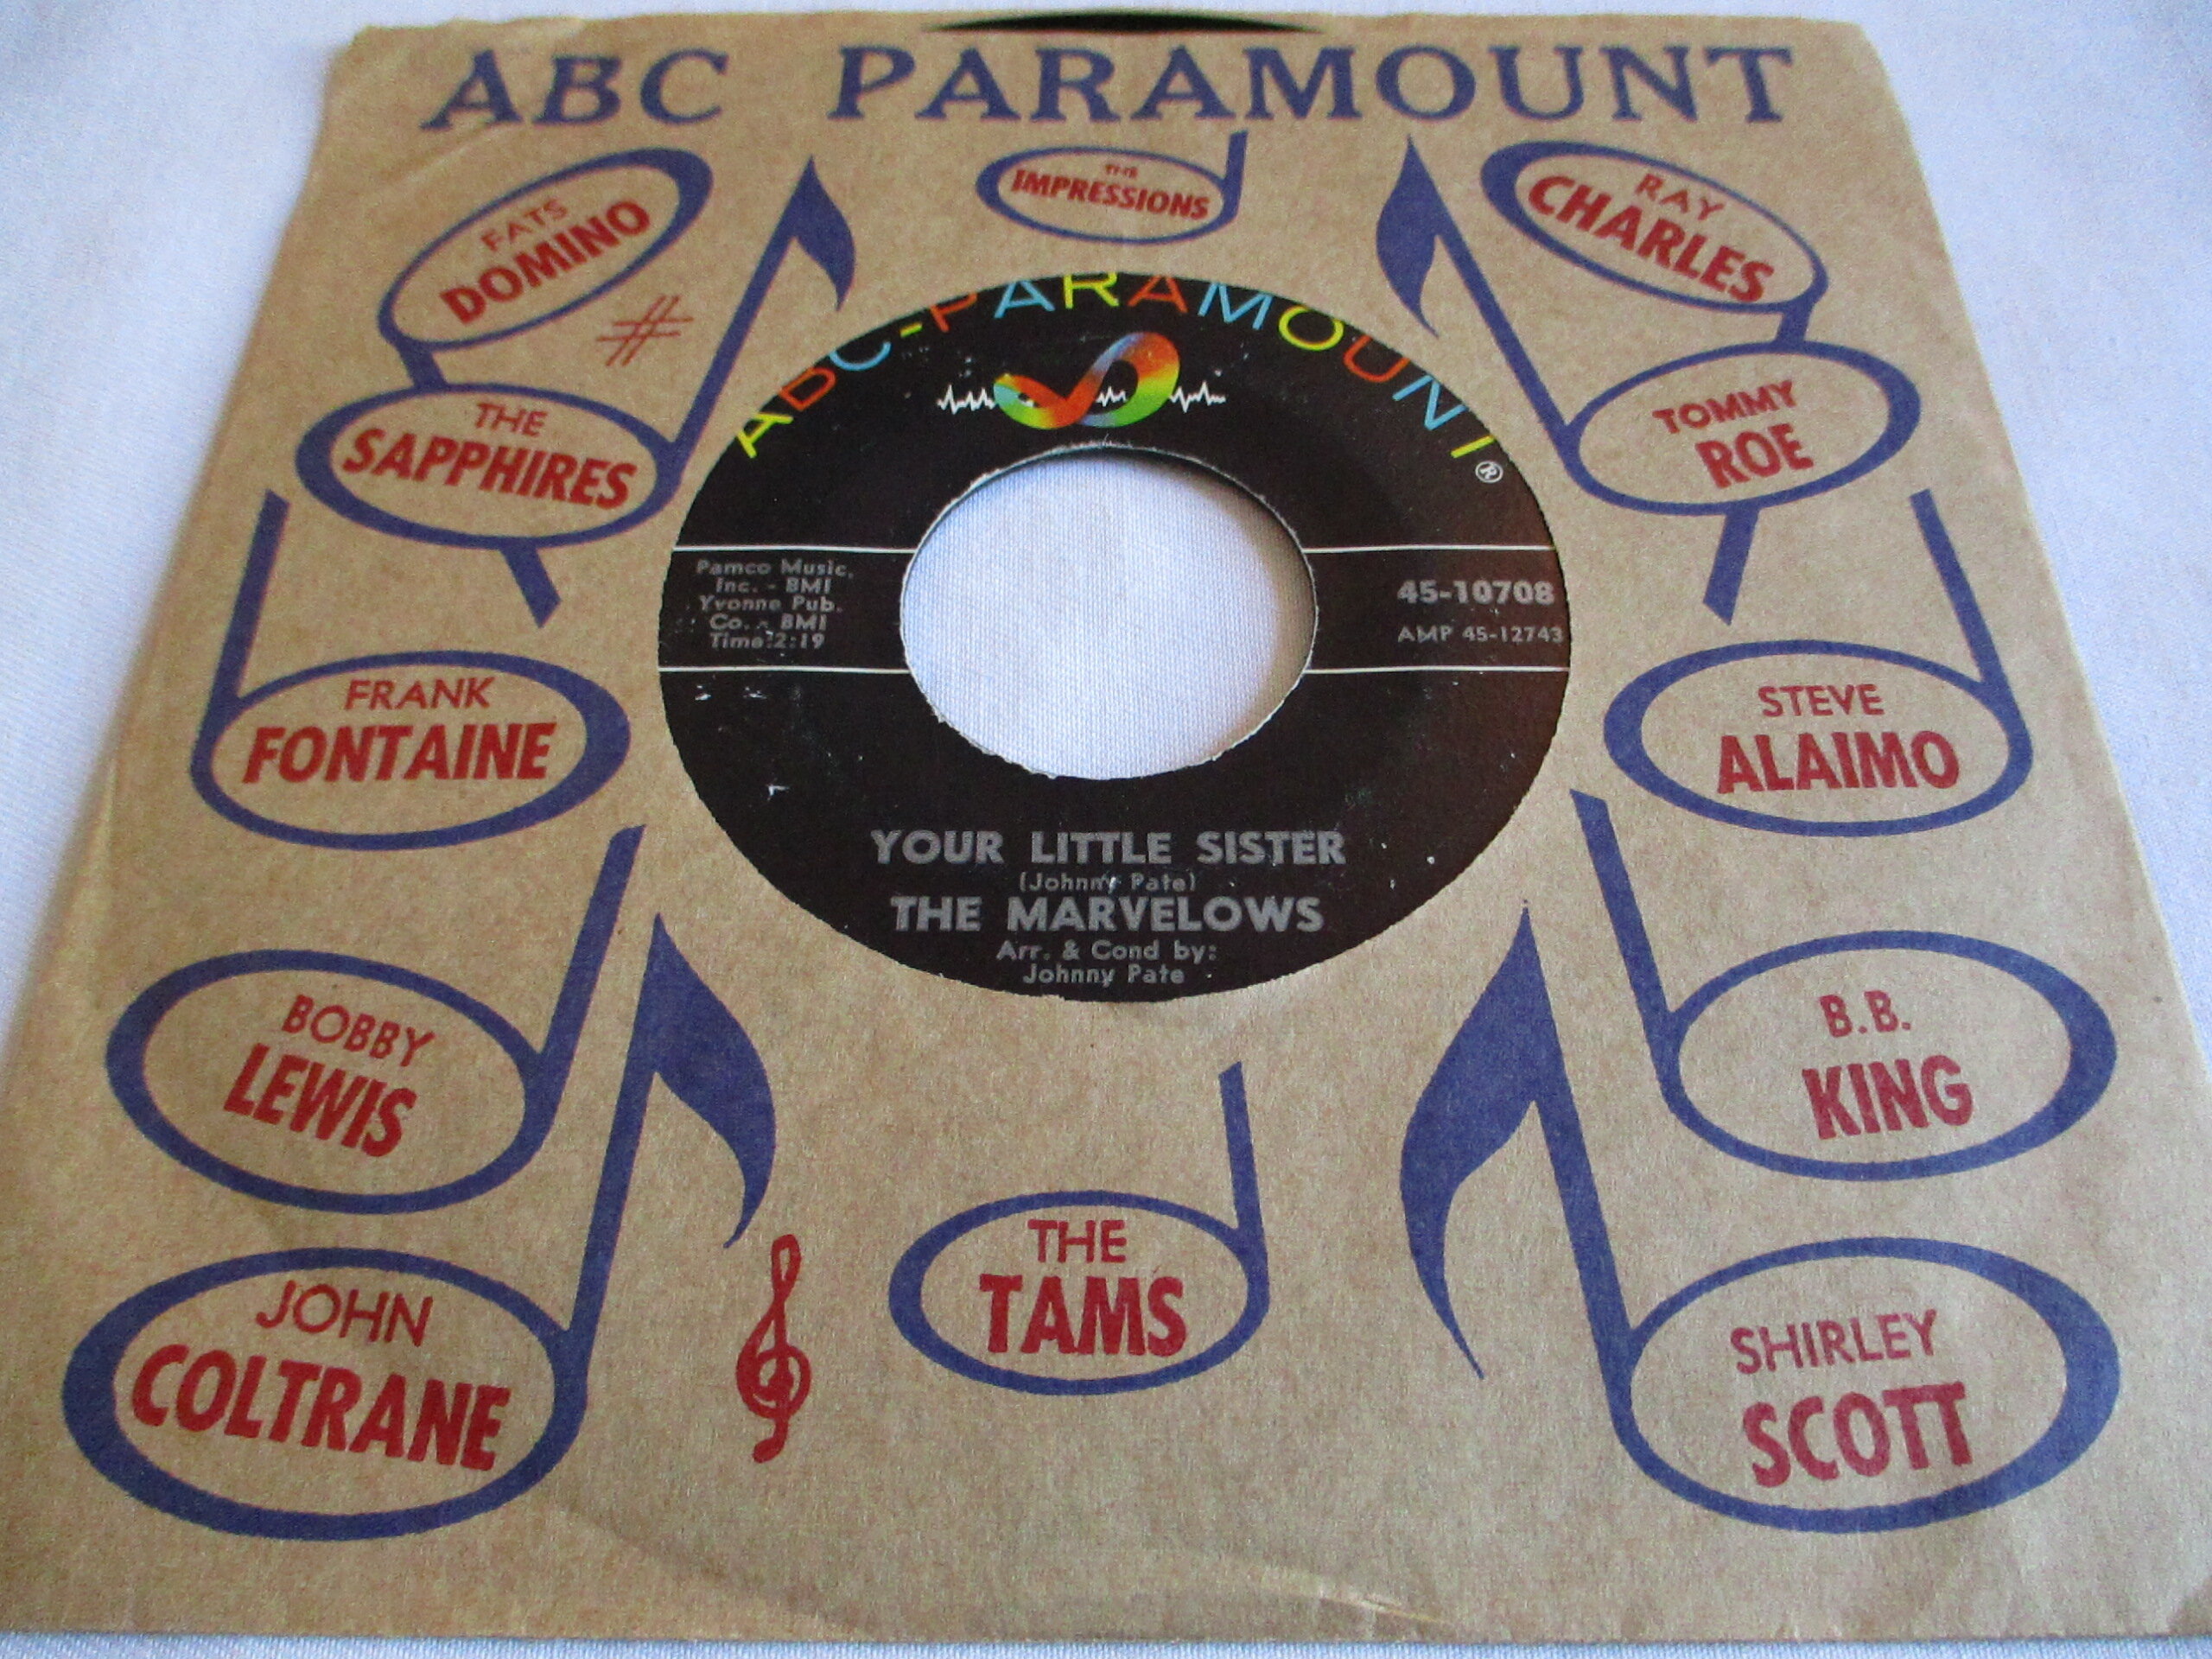 ABC PARAMOUNT
FATS
DOMINO
THE
IMPRESSIONS
RAY
CHARLES
#
THE
SAPPHIRES
TOMMY
ROE
ABC-PARAMOUNT
®
Pamco Music,
Inc. - BMI
Yvonne Pub.
Co. - BMI
Time:2:19
45-10708
AMP 45-12743
FRANK
FONTAINE
STEVE
ALAIMO
YOUR LITTLE SISTER
(Johnny Pate)
THE MARVELOWS
Arr. & Cond by:
Johnny Pate
BOBBY
LEWIS
B.B.
KING
JOHN
COLTRANE
THE
TAMS
SHIRLEY
SCOTT